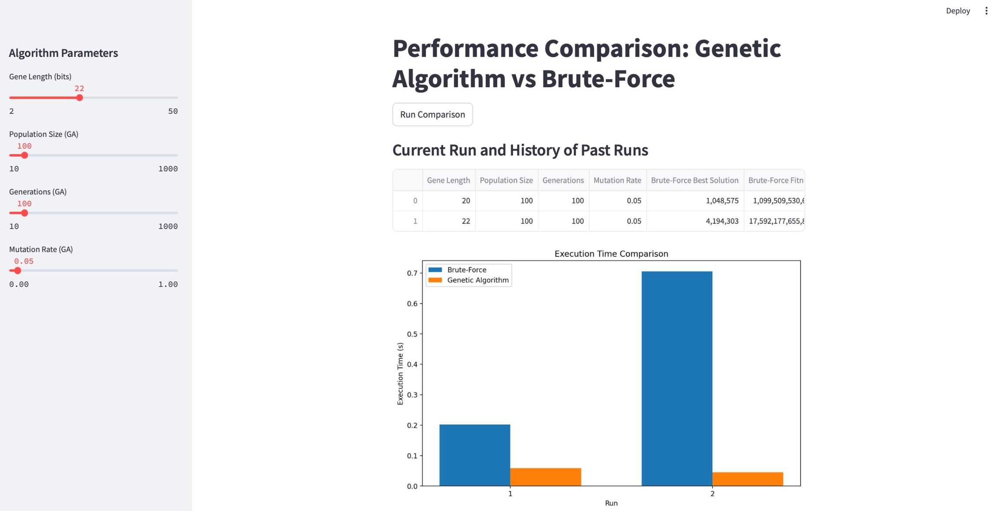 Deploy
Algorithm Parameters
Gene Length (bits)
22
2 50
Population Size (GA)
100
10 1000
Generations (GA)
100
10 1000
Mutation Rate (GA)
0.05
0.00 1.00
Performance Comparison: Genetic
Algorithm vs Brute-Force
Run Comparison
Current Run and History of Past Runs
Gene Length Population Size Generations Mutation Rate Brute-Force Best Solution Brute-Force Fitn
0 20 100 100 0.05 1,048,575 1,099,509,530,6
1 22 100 100 0.05 4,194,303 17,592,177,655,8
Execution Time Comparison
Brute-Force
Genetic Algorithm
0.7
0.6
0.5
0.4
0.3
0.2
0.1
0.0
Execution Time (s)
1 2
Run